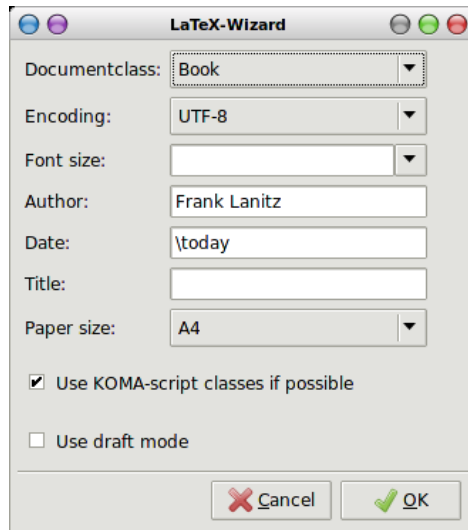 LaTeX-Wizard
Documentclass: Book
Encoding: UTF-8
Font size:
Author: Frank Lanitz
Date: \today
Title:
Paper size: A4
Use KOMA-script classes if possible
Use draft mode
Cancel OK